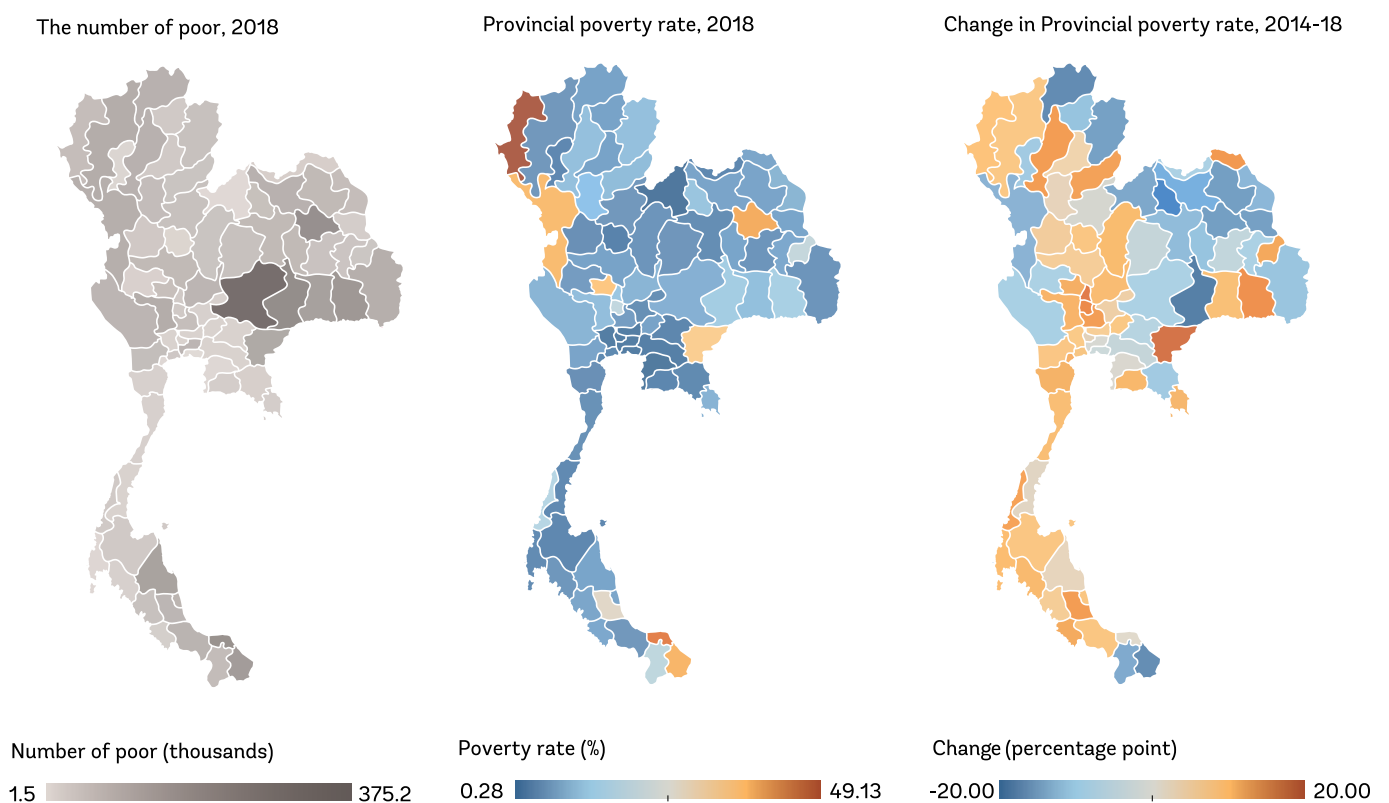 The number of poor, 2018
Provincial poverty rate, 2018
Change in Provincial poverty rate, 2014-18
Number of poor (thousands)
1.5 375.2
Poverty rate (%)
0.28 49.13
Change (percentage point)
-20.00 20.00